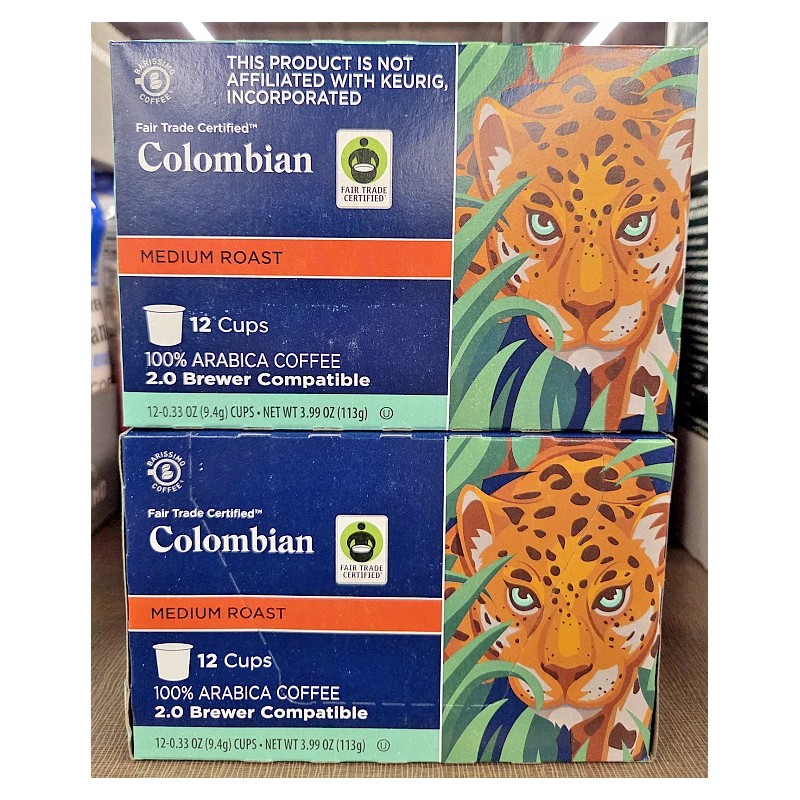 BARISSIMO
COFFEE
THIS PRODUCT IS NOT
AFFILIATED WITH KEURIG,
INCORPORATED
Fair Trade Certified™
Colombian
FAIR TRADE
CERTIFIED
MEDIUM ROAST
12 Cups
100% ARABICA COFFEE
2.0 Brewer Compatible
12-0.33 OZ (9.4g) CUPS • NET WT 3.99 OZ (113g) U
BARISSIMO
COFFEE
Fair Trade Certified™
Colombian
FAIR TRADE
CERTIFIED
MEDIUM ROAST
12 Cups
100% ARABICA COFFEE
2.0 Brewer Compatible
12-0.33 OZ (9.4g) CUPS • NET WT 3.99 OZ (113g) U